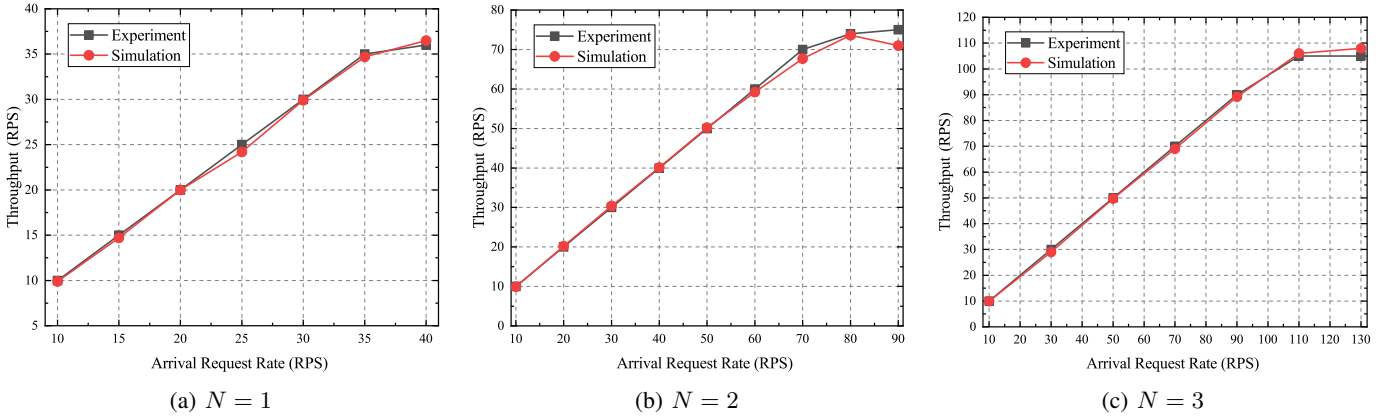 40
35
30
25
20
15
10
5
Throughput (RPS)
Experiment
Simulation
10 15 20 25 30 35 40
Arrival Request Rate (RPS)
(a) N = 1
80
70
60
50
40
30
20
10
0
Throughput (RPS)
Experiment
Simulation
10 20 30 40 50 60 70 80 90
Arrival Request Rate (RPS)
(b) N = 2
120
110
100
90
80
70
60
50
40
30
20
10
0
Throughput (RPS)
Experiment
Simulation
10 20 30 40 50 60 70 80 90 100 110 120 130
Arrival Request Rate (RPS)
(c) N = 3